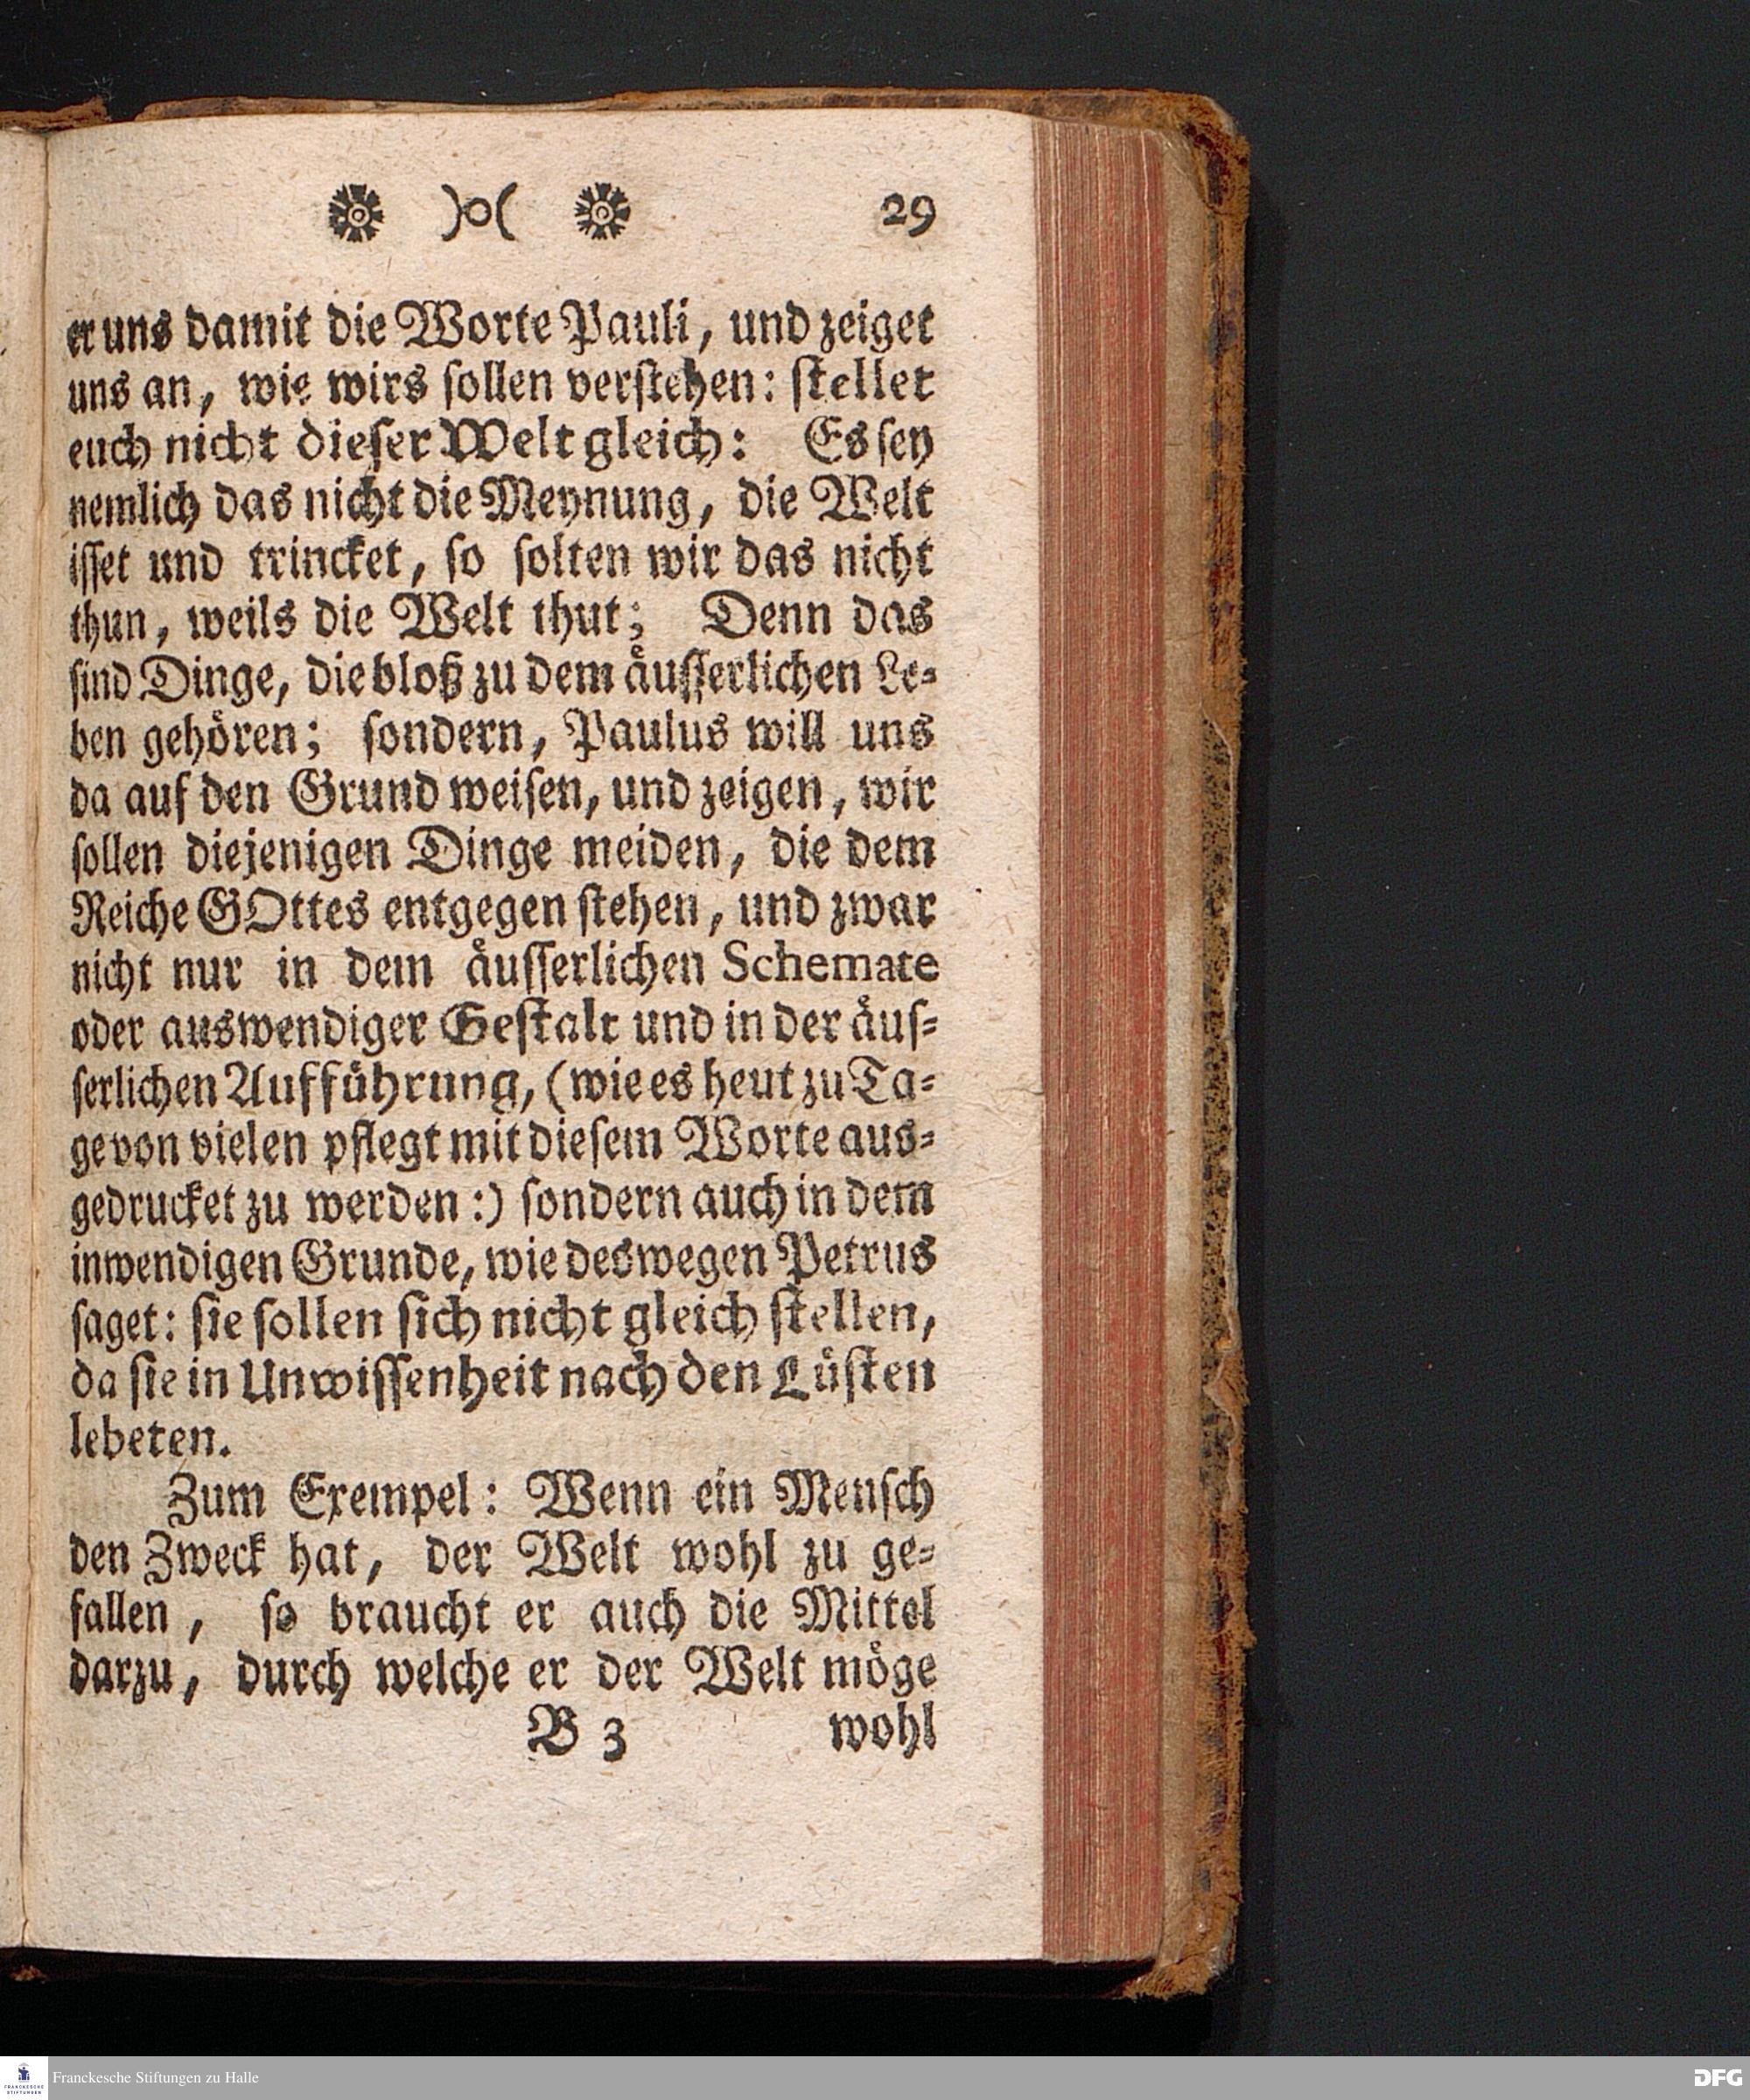 )o( 29
er uns damit die Worte Pauli, und zeiget
uns an, wie wirs sollen verstehen: stellet
euch nicht dieser Welt gleich: Es sey
nemlich das nicht die Meynung, die Welt
isset und trincket, so solten wir das nicht
thun, weils die Welt thut; Denn das
sind Dinge, die bloß zu dem äusserlichen Le-
ben gehören; sondern, Paulus will uns
da auf den Grund weisen, und zeigen, wir
sollen diejenigen Dinge meiden, die dem
Reiche GOttes entgegen stehen, und zwar
nicht nur in dem äusserlichen Schemate
oder auswendiger Gestalt und in der äus-
serlichen Aufführung, (wie es heut zu Ta-
ge von vielen pflegt mit diesem Worte aus-
gedrucket zu werden :) sondern auch in dem
inwendigen Grunde, wie deswegen Petrus
saget: sie sollen sich nicht gleich stellen,
da sie in Unwissenheit nach den Lüsten
lebeten.
Zum Exempel: Wenn ein Mensch
den Zweck hat, der Welt wohl zu ge-
fallen, so braucht er auch die Mittel
darzu, durch welche er der Welt möge
B 3 wohl
FRANCKESCHE STIFTUNGEN
Franckesche Stiftungen zu Halle
DFG